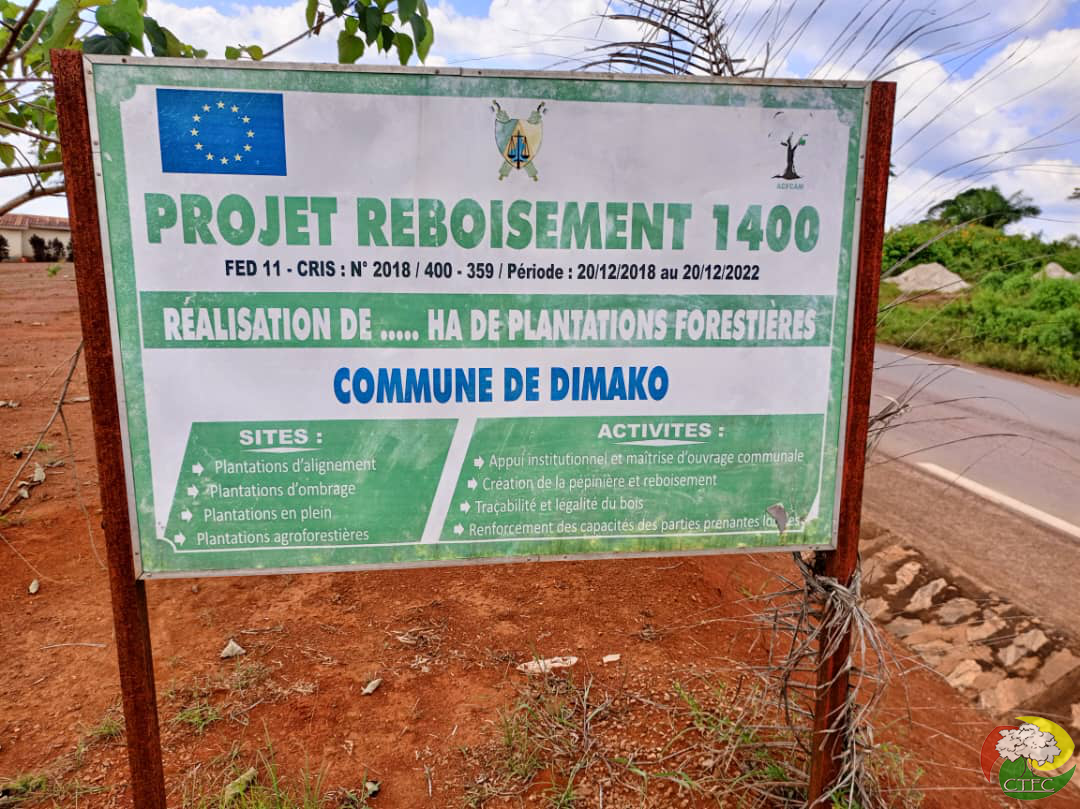 ACFCAM
PROJET REBOISEMENT 1400
FED 11 - CRIS : N° 2018 / 400 - 359 / Période : 20/12/2018 au 20/12/2022
RÉALISATION DE ..... HA DE PLANTATIONS FORESTIÈRES
COMMUNE DE DIMAKO
SITES :
Plantations d'alignement
Plantations d'ombrage
Plantations en plein
Plantations agroforestières
ACTIVITES :
Appui institutionnel et maîtrise d'ouvrage communale
Création de la pépinière et reboisement
Traçabilité et légalité du bois
Renforcement des capacités des parties prenantes
CTFC